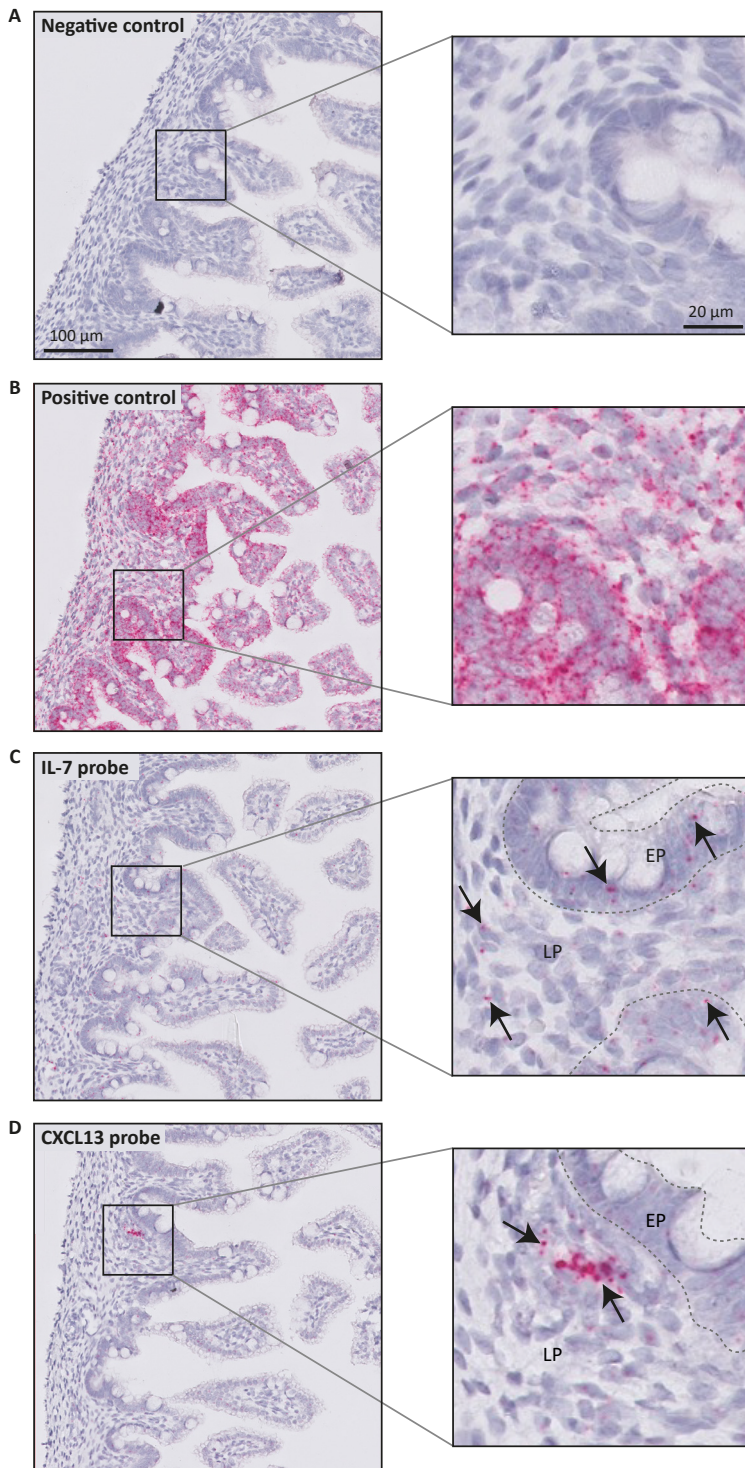 A
Negative control
100 µm
20 µm
B
Positive control
C
IL-7 probe
EP
LP
D
CXCL13 probe
EP
LP